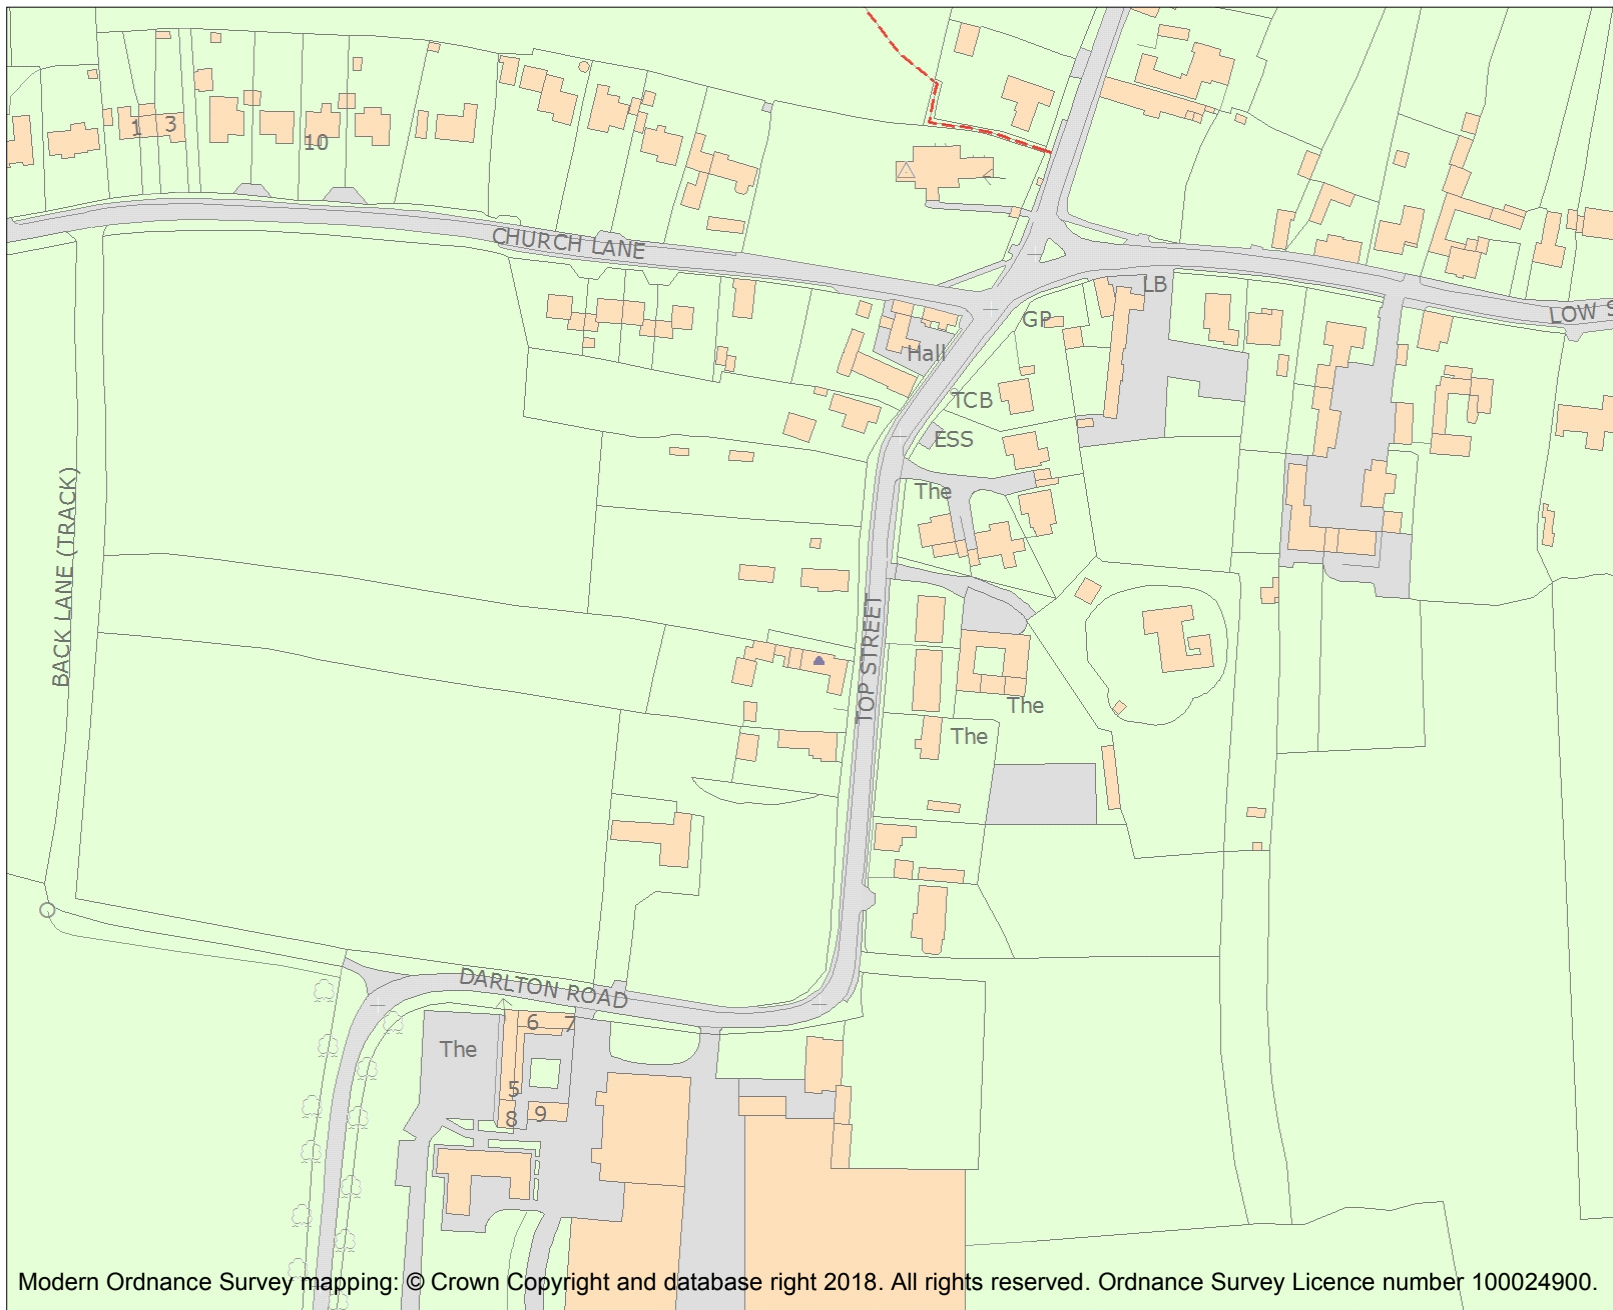 1 3
10
CHURCH LANE
LB
LOW S
GP
Hall
TCB
ESS
The
BACK LANE (TRACK)
TOP STREET
The
The
DARLTON ROAD
6 7
The
5
8 9
Modern Ordnance Survey mapping: © Crown Copyright and database right 2018. All rights reserved. Ordnance Survey Licence number 100024900.